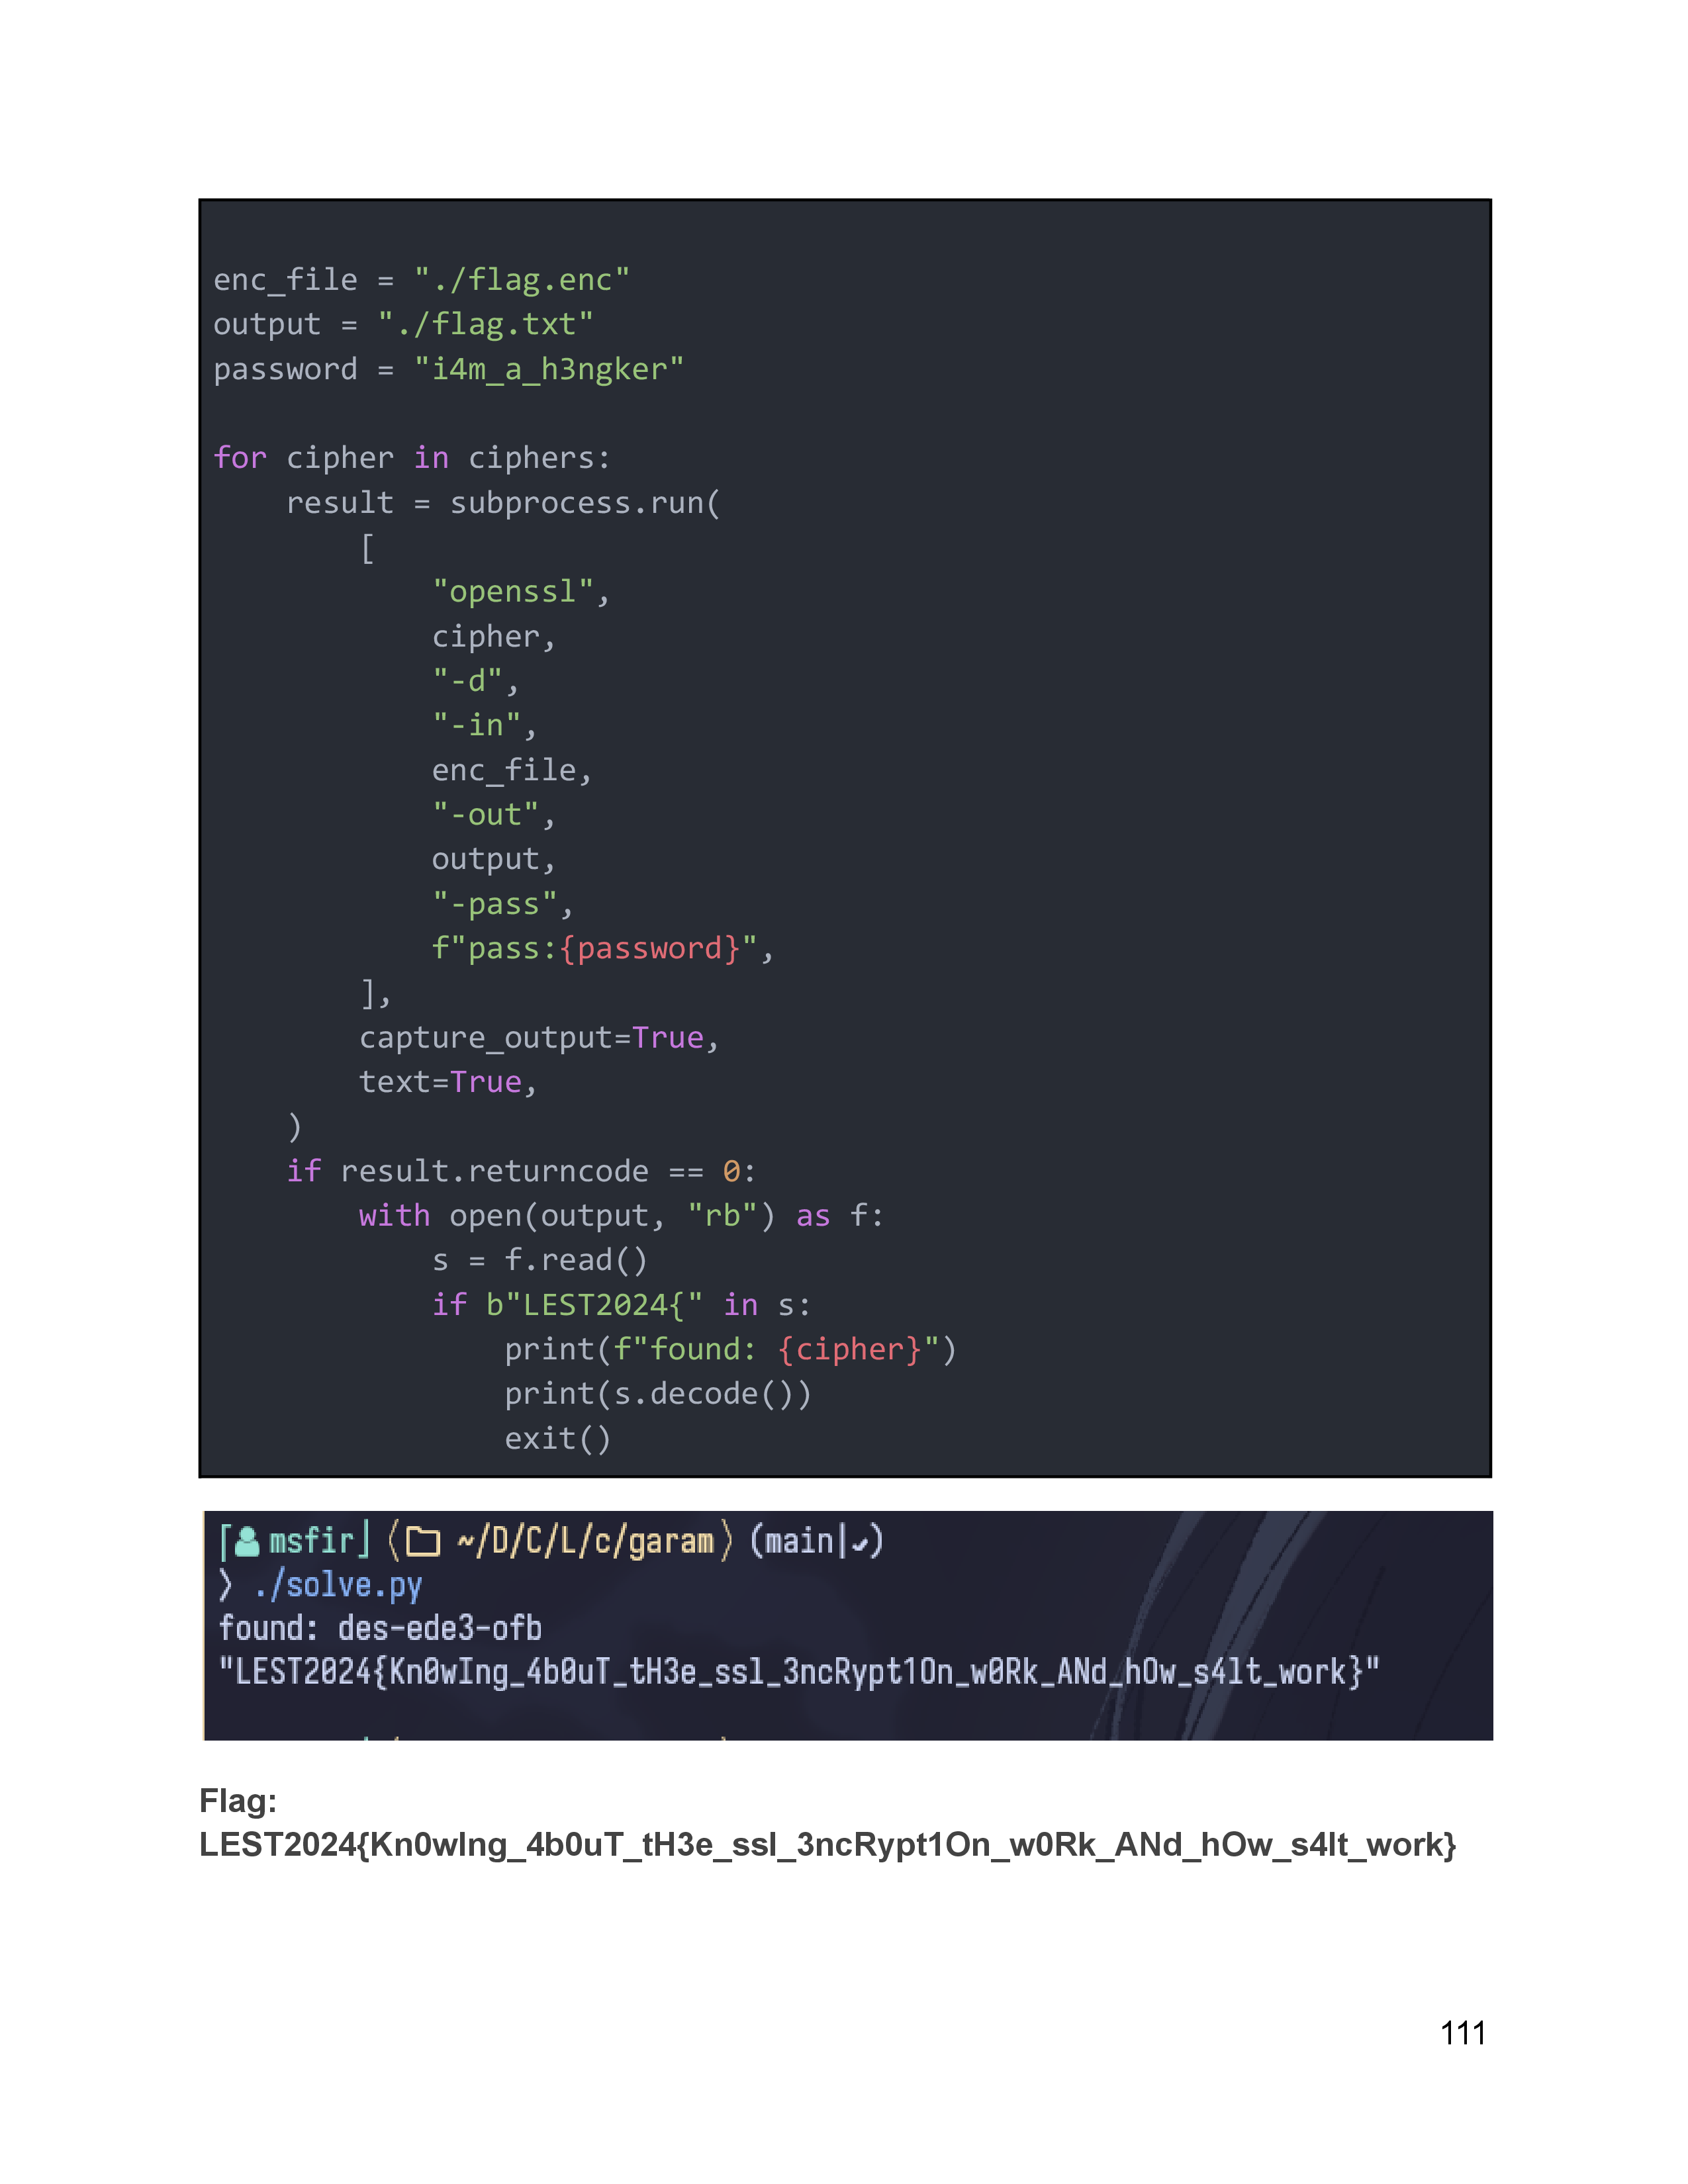 enc_file = "./flag.enc"
output = "./flag.txt"
password = "i4m_a_h3ngker"

for cipher in ciphers:
    result = subprocess.run(
        [
            "openssl",
            cipher,
            "-d",
            "-in",
            enc_file,
            "-out",
            output,
            "-pass",
            f"pass:{password}",
        ],
        capture_output=True,
        text=True,
    )
    if result.returncode == 0:
        with open(output, "rb") as f:
            s = f.read()
            if b"LEST2024{" in s:
                print(f"found: {cipher}")
                print(s.decode())
                exit()
msfir ~/D/C/L/c/garam (main|✓)
❯ ./solve.py
found: des-ede3-ofb
"LEST2024{Kn0wIng_4b0uT_tH3e_ssl_3ncRypt1On_w0Rk_ANd_hOw_s4lt_work}"
Flag:
LEST2024{Kn0wIng_4b0uT_tH3e_ssl_3ncRypt1On_w0Rk_ANd_hOw_s4lt_work}
111